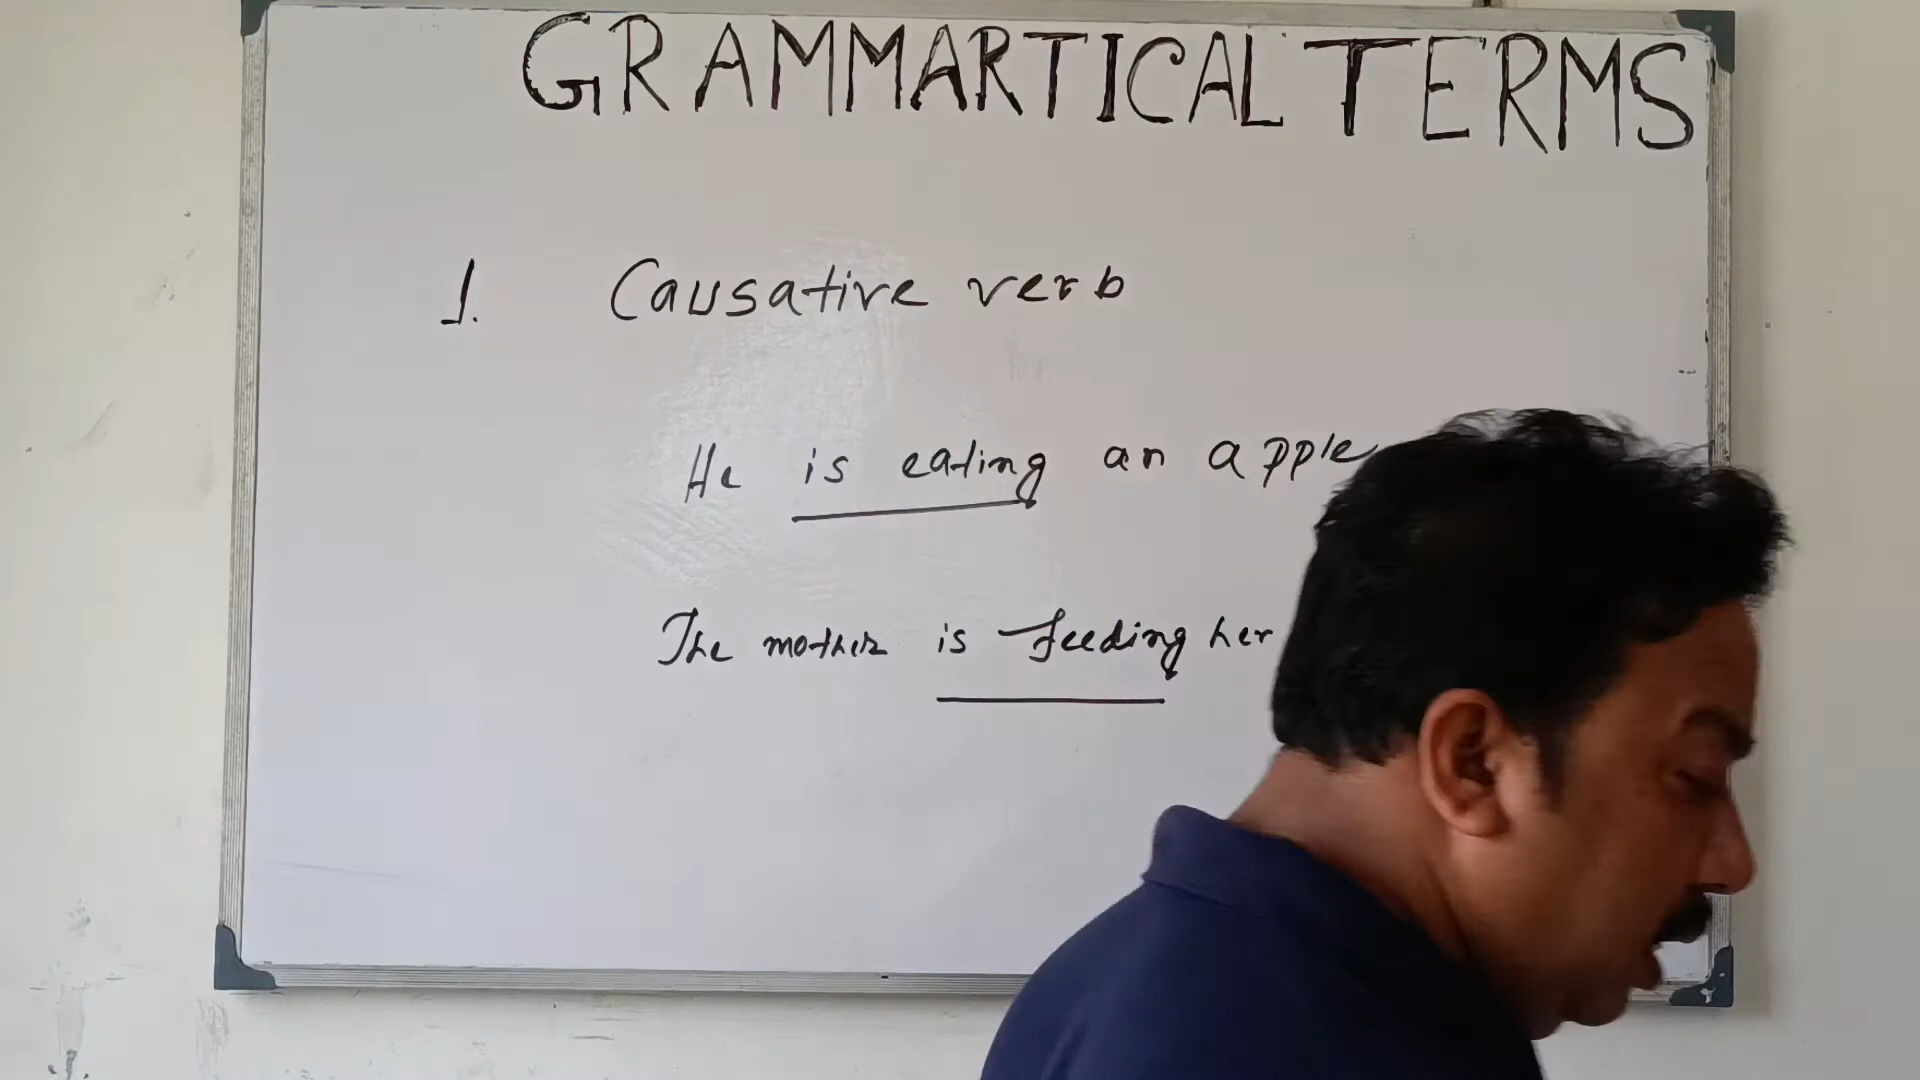 GRAMMARTICAL TERMS
1. Causative verb
He is eating an apple
The mother is feeding her